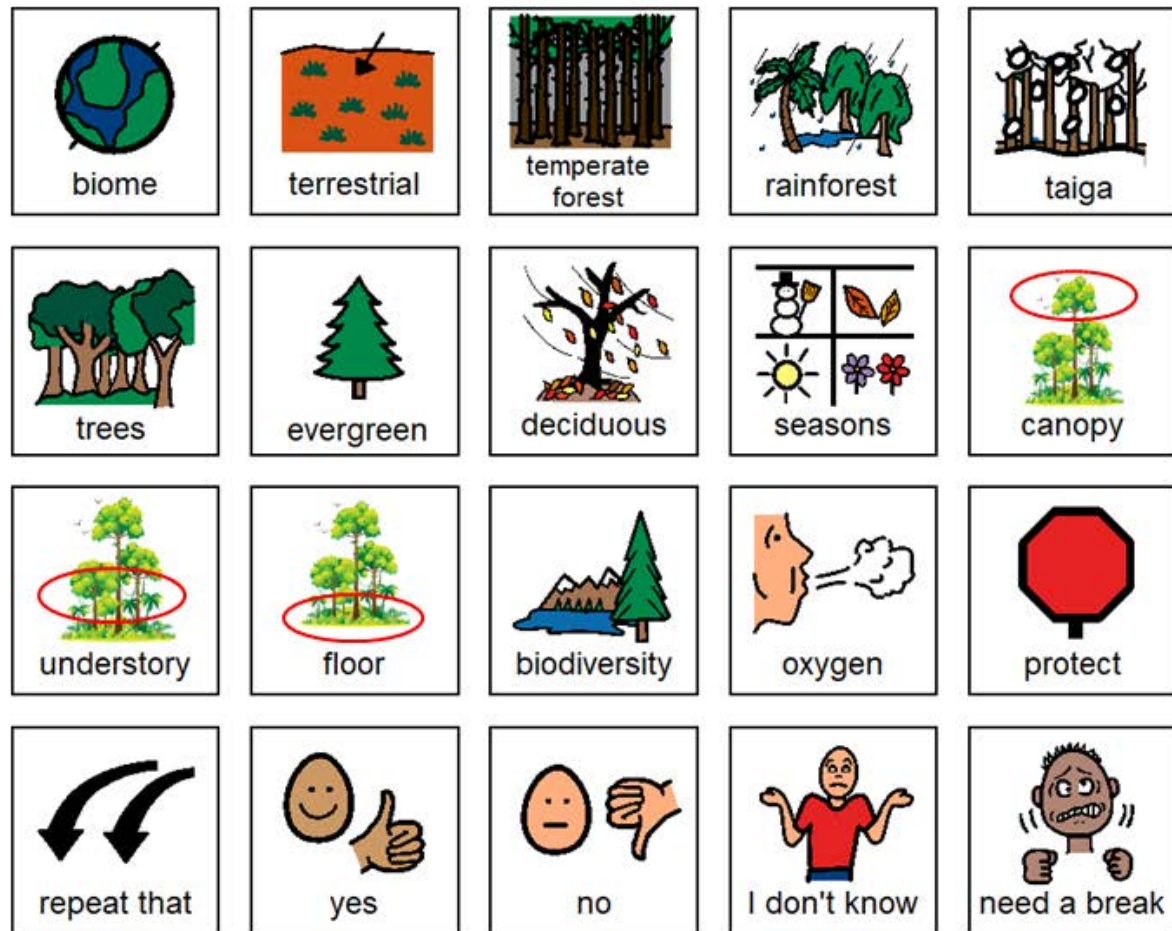 biome
terrestrial
temperate
forest
rainforest
taiga
trees
evergreen
deciduous
seasons
canopy
understory
floor
biodiversity
oxygen
protect
repeat that
yes
no
I don't know
need a break